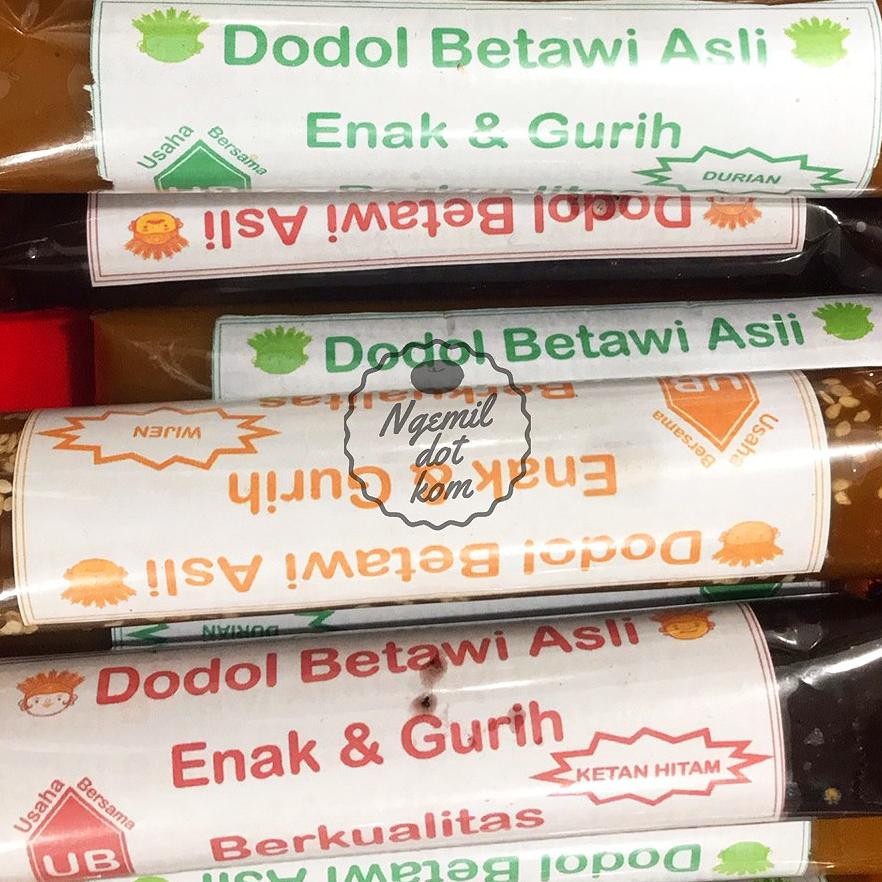 Dodol Betawi Asli
Enak & Gurih
Usaha Bersama
DURIAN
Berkualitas
Dodol Betawi Asli
Dodol Betawi Asli
Berkualitas
UB
Usaha Bersama
WIJEN
Enak & Gurih
Dodol Betawi Asli
Ngemil
dot
kom
DURIAN
Dodol Betawi Asli
Enak & Gurih
KETAN HITAM
Usaha Bersama
UB
Berkualitas
Dodol Betawi Asli